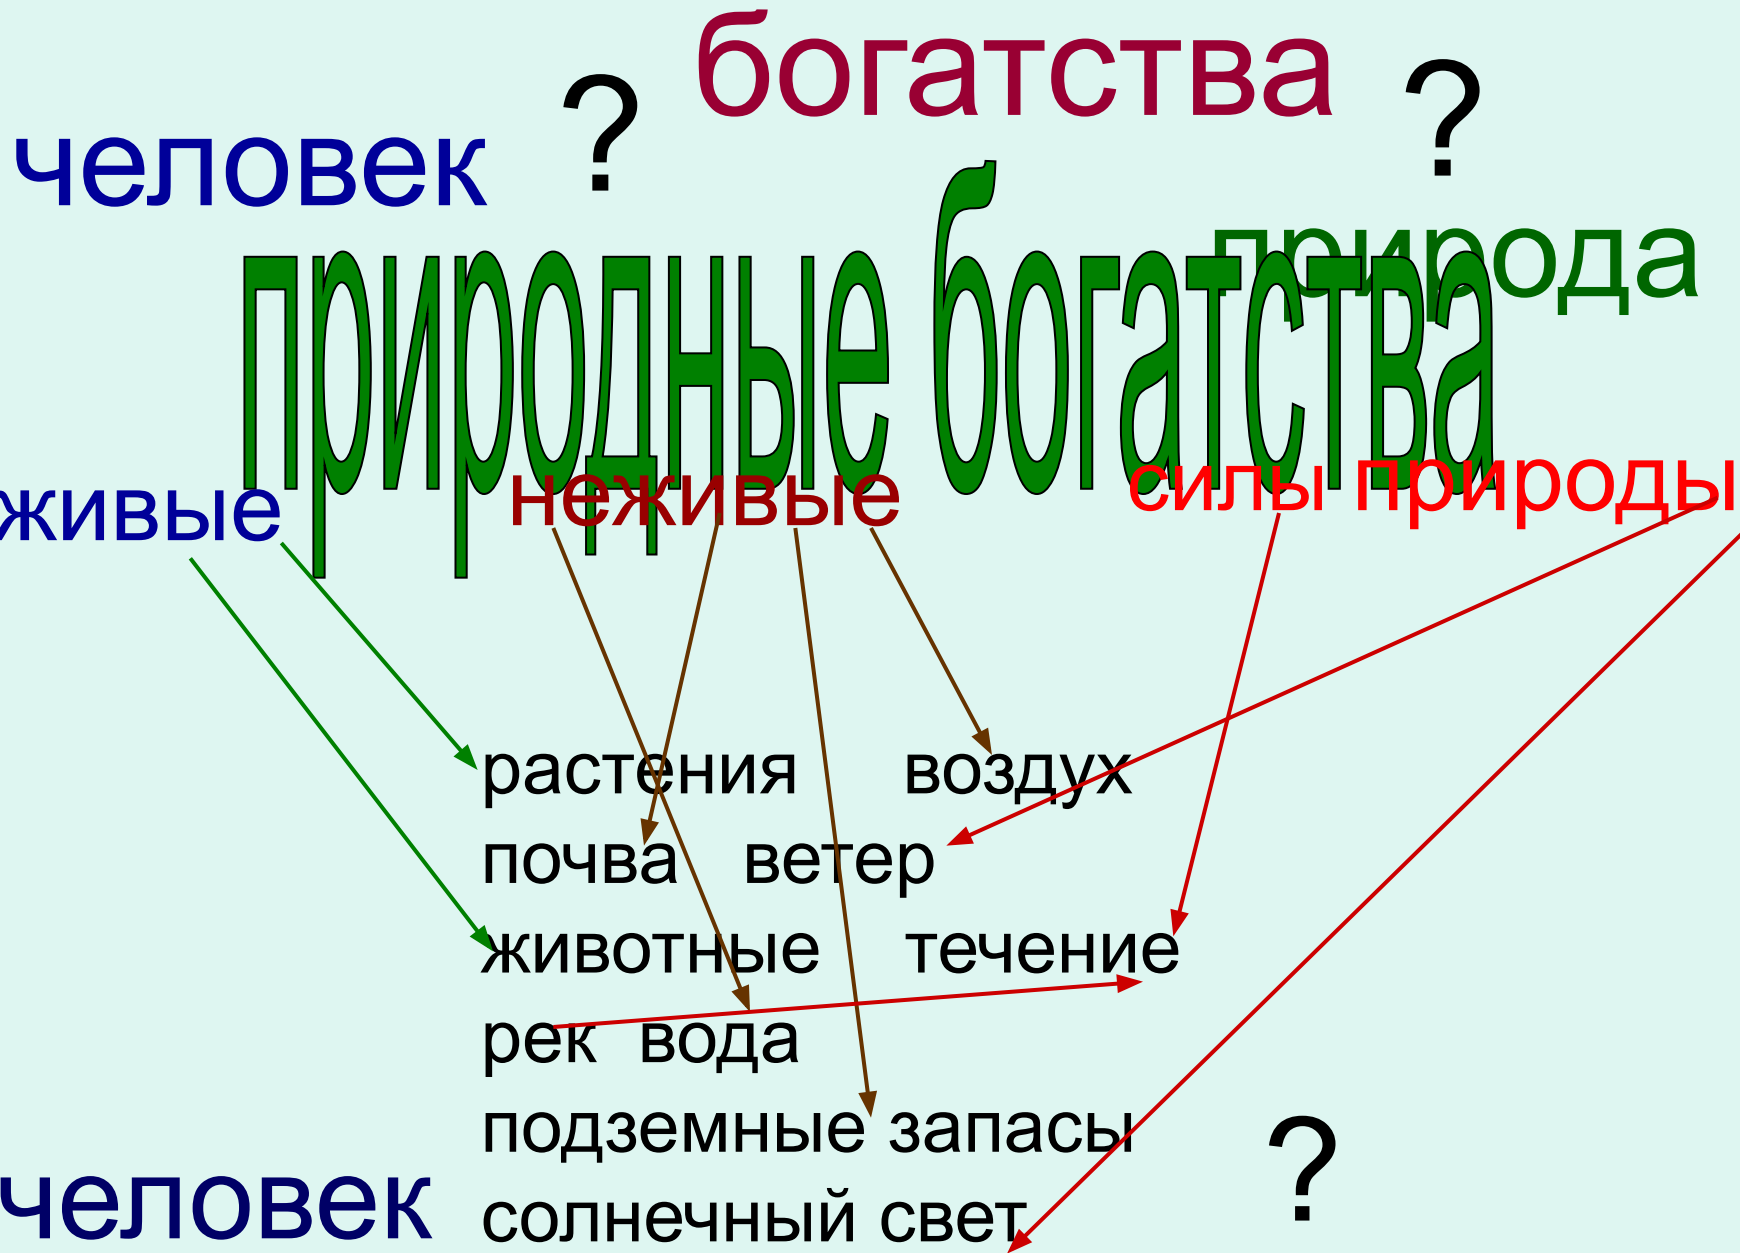 богатства
человек ? ?
природа
природные богатства
живые неживые силы природы
растения воздух
почва ветер
животные течение
рек вода
подземные запасы
солнечный свет
человек ?